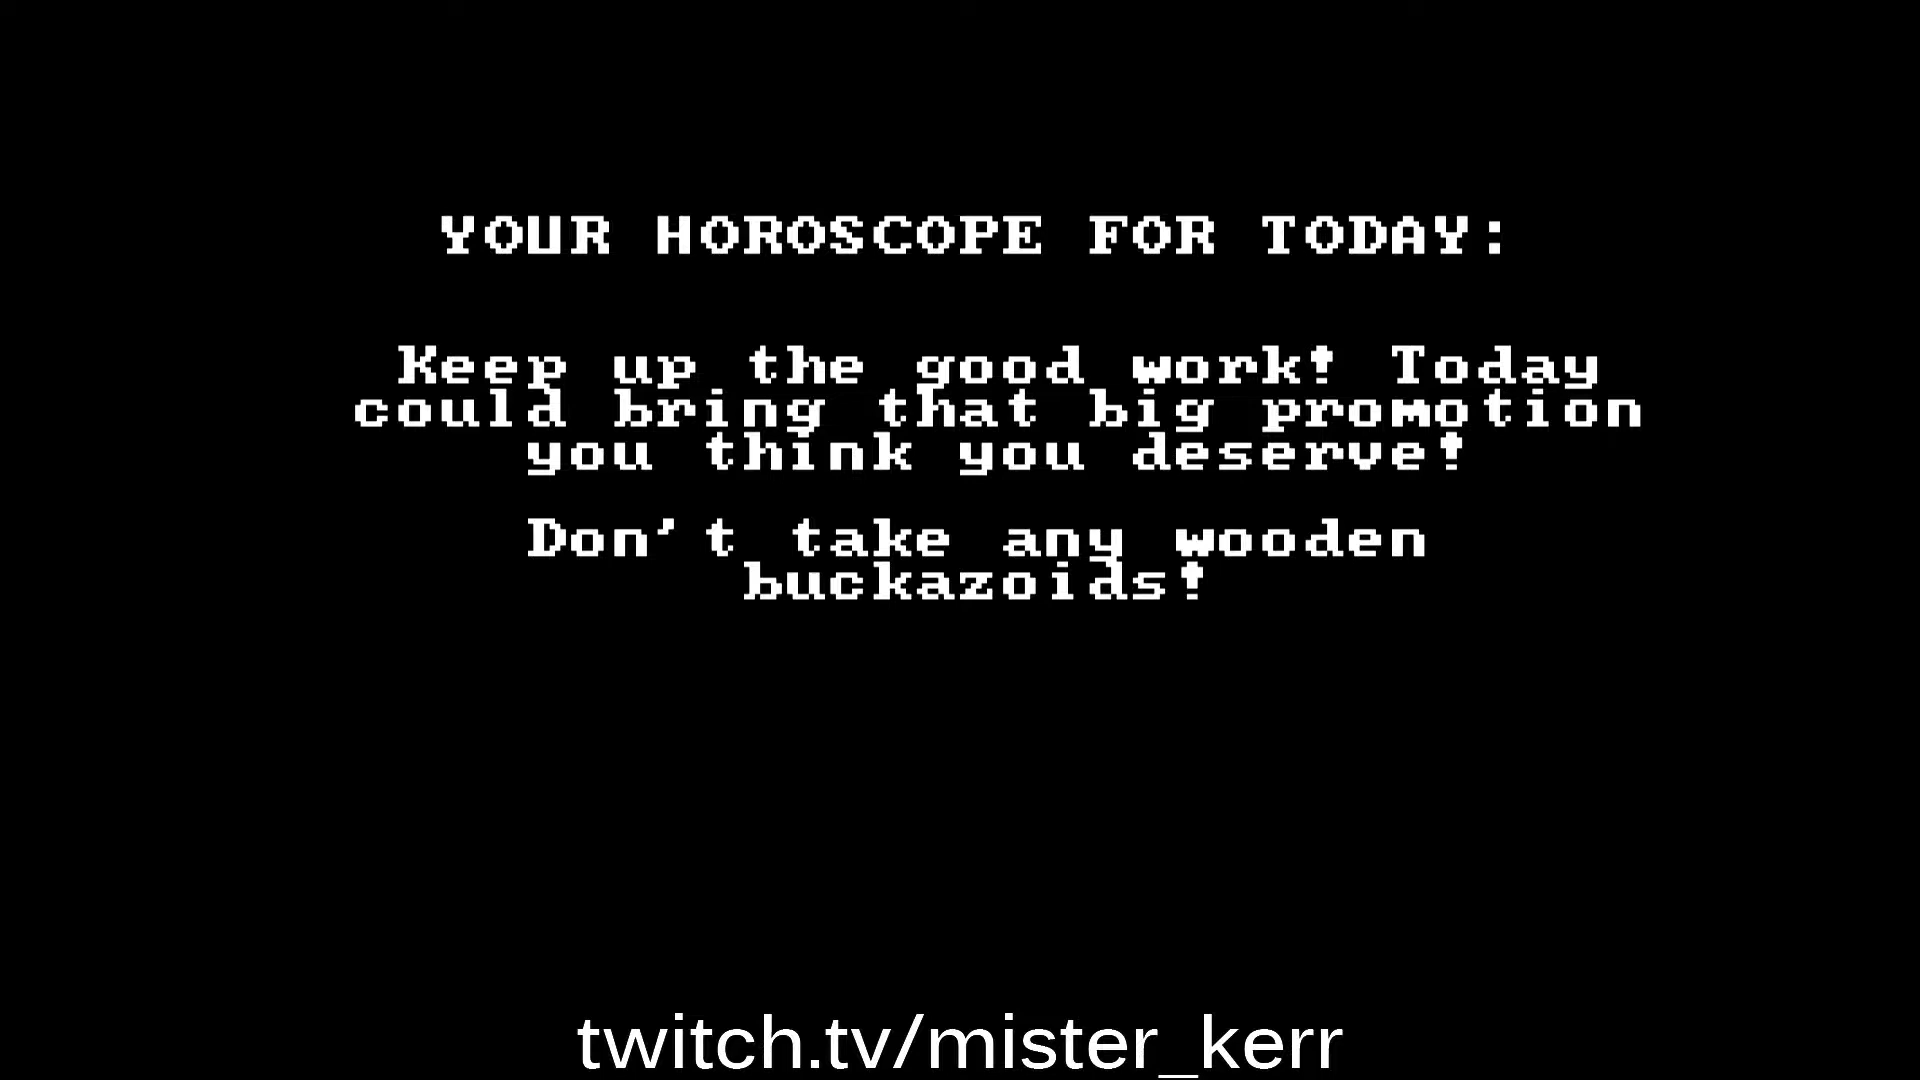 YOUR HOROSCOPE FOR TODAY:
Keep up the good work! Today
could bring that big promotion
you think you deserve!
Don't take any wooden
buckazoids!
twitch.tv/mister_kerr